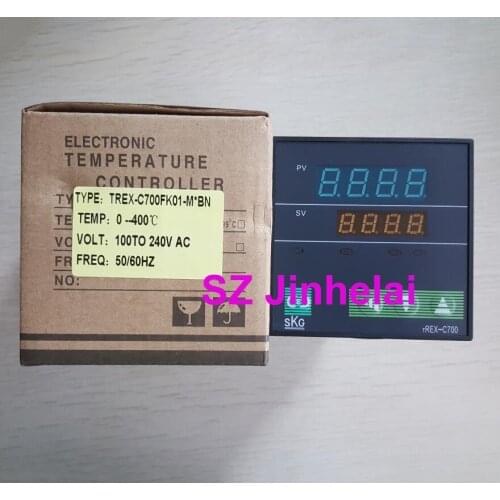 ELECTRONIC
TEMPERATURE
CONTROLLER
TYPE: TREX-C700FK01-M*BN
TEMP: 0 --400℃
VOLT: 100TO 240V AC
FREQ: 50/60HZ
NO:
PV
8.8.8.8
SV
8.8.8.8
SZ Jinhelai
SKG
rREX-C700